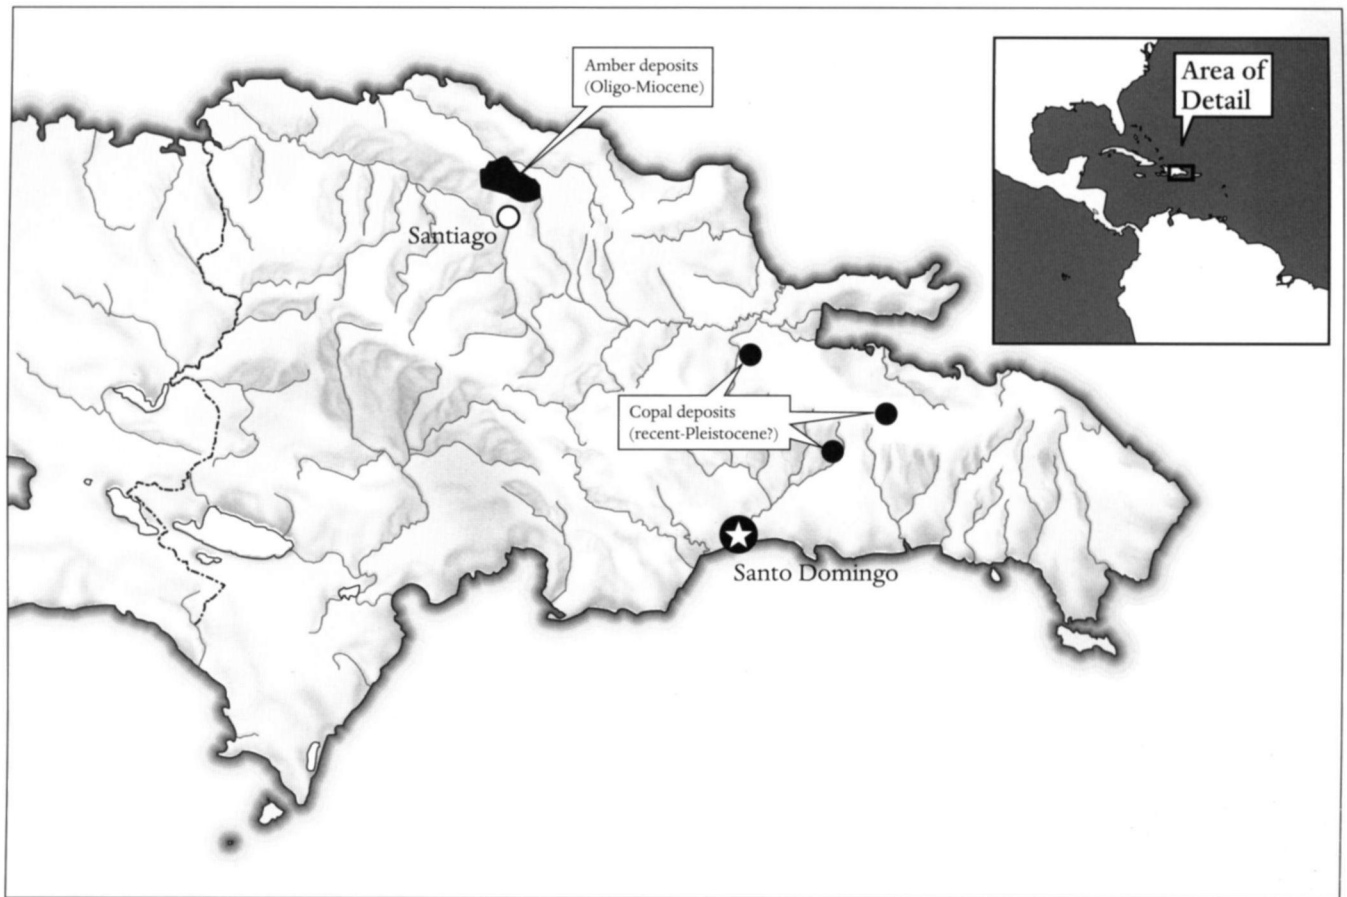 Amber deposits
(Oligo-Miocene)
Area of
Detail
Santiago
Copal deposits
(recent-Pleistocene?)
Santo Domingo